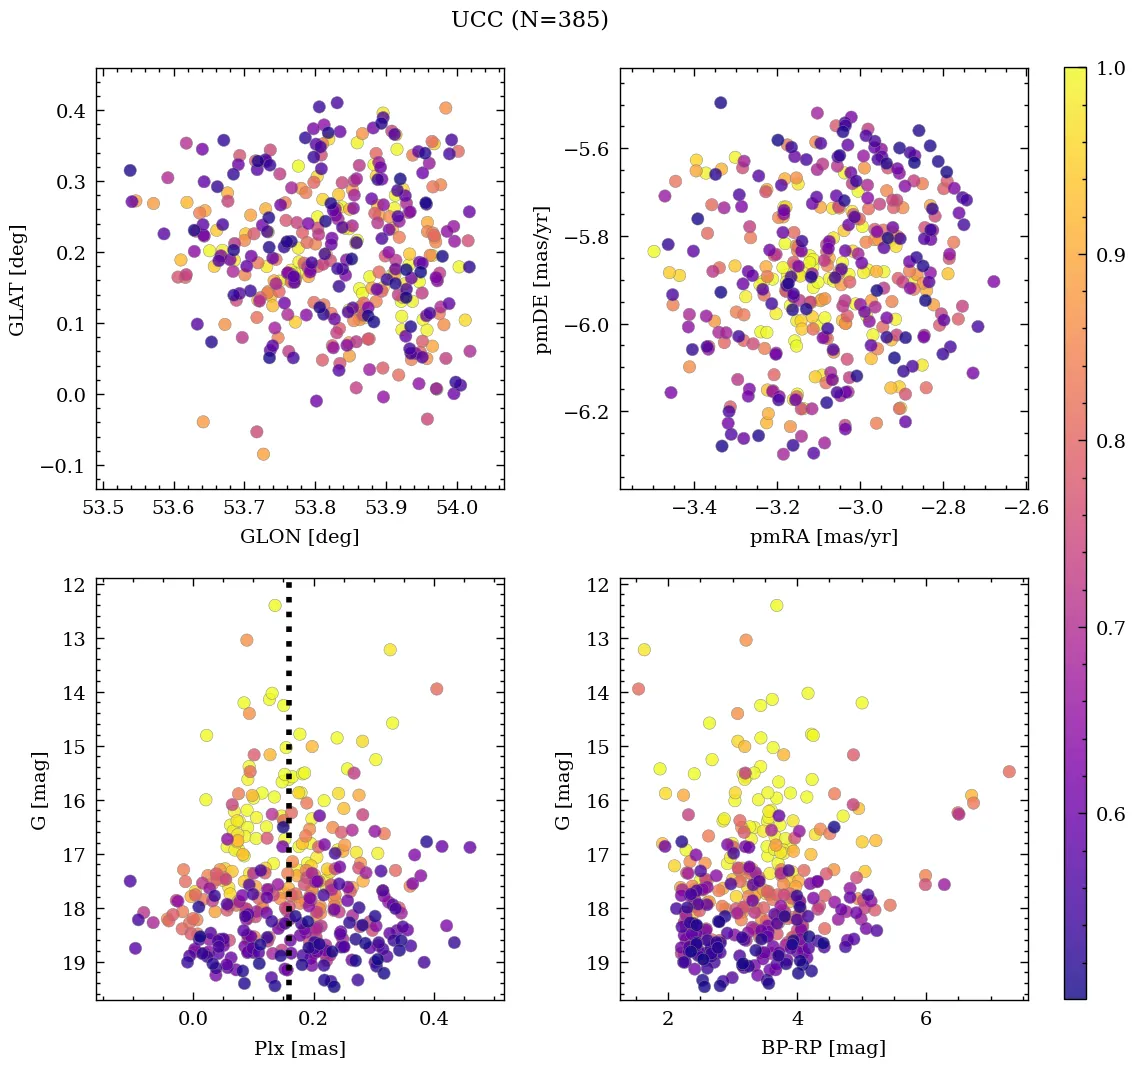 UCC (N=385)
0.4
0.3
0.2
0.1
0.0
−0.1
GLAT [deg]
53.5 53.6 53.7 53.8 53.9 54.0
GLON [deg]
−5.6
−5.8
−6.0
−6.2
pmDE [mas/yr]
−3.4 −3.2 −3.0 −2.8 −2.6
pmRA [mas/yr]
12
13
14
15
16
17
18
19
G [mag]
0.0 0.2 0.4
Plx [mas]
12
13
14
15
16
17
18
19
G [mag]
2 4 6
BP-RP [mag]
1.0
0.9
0.8
0.7
0.6